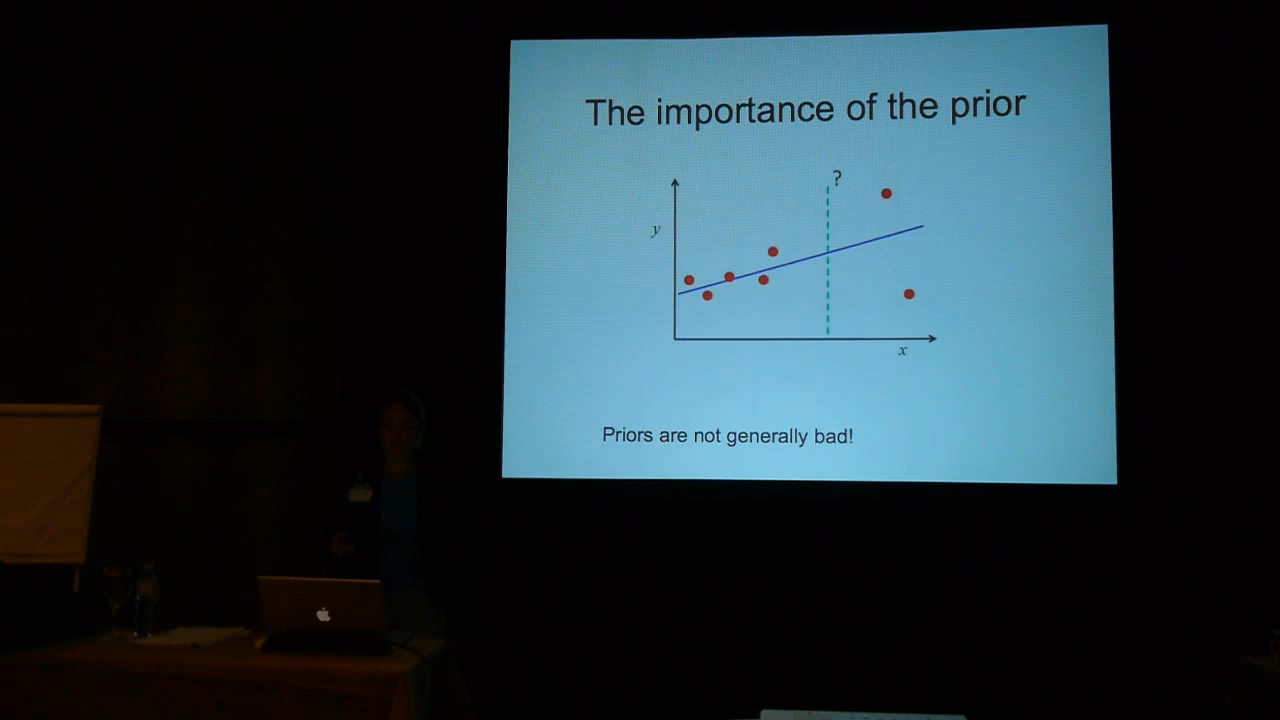 The importance of the prior
?
y
x
Priors are not generally bad!